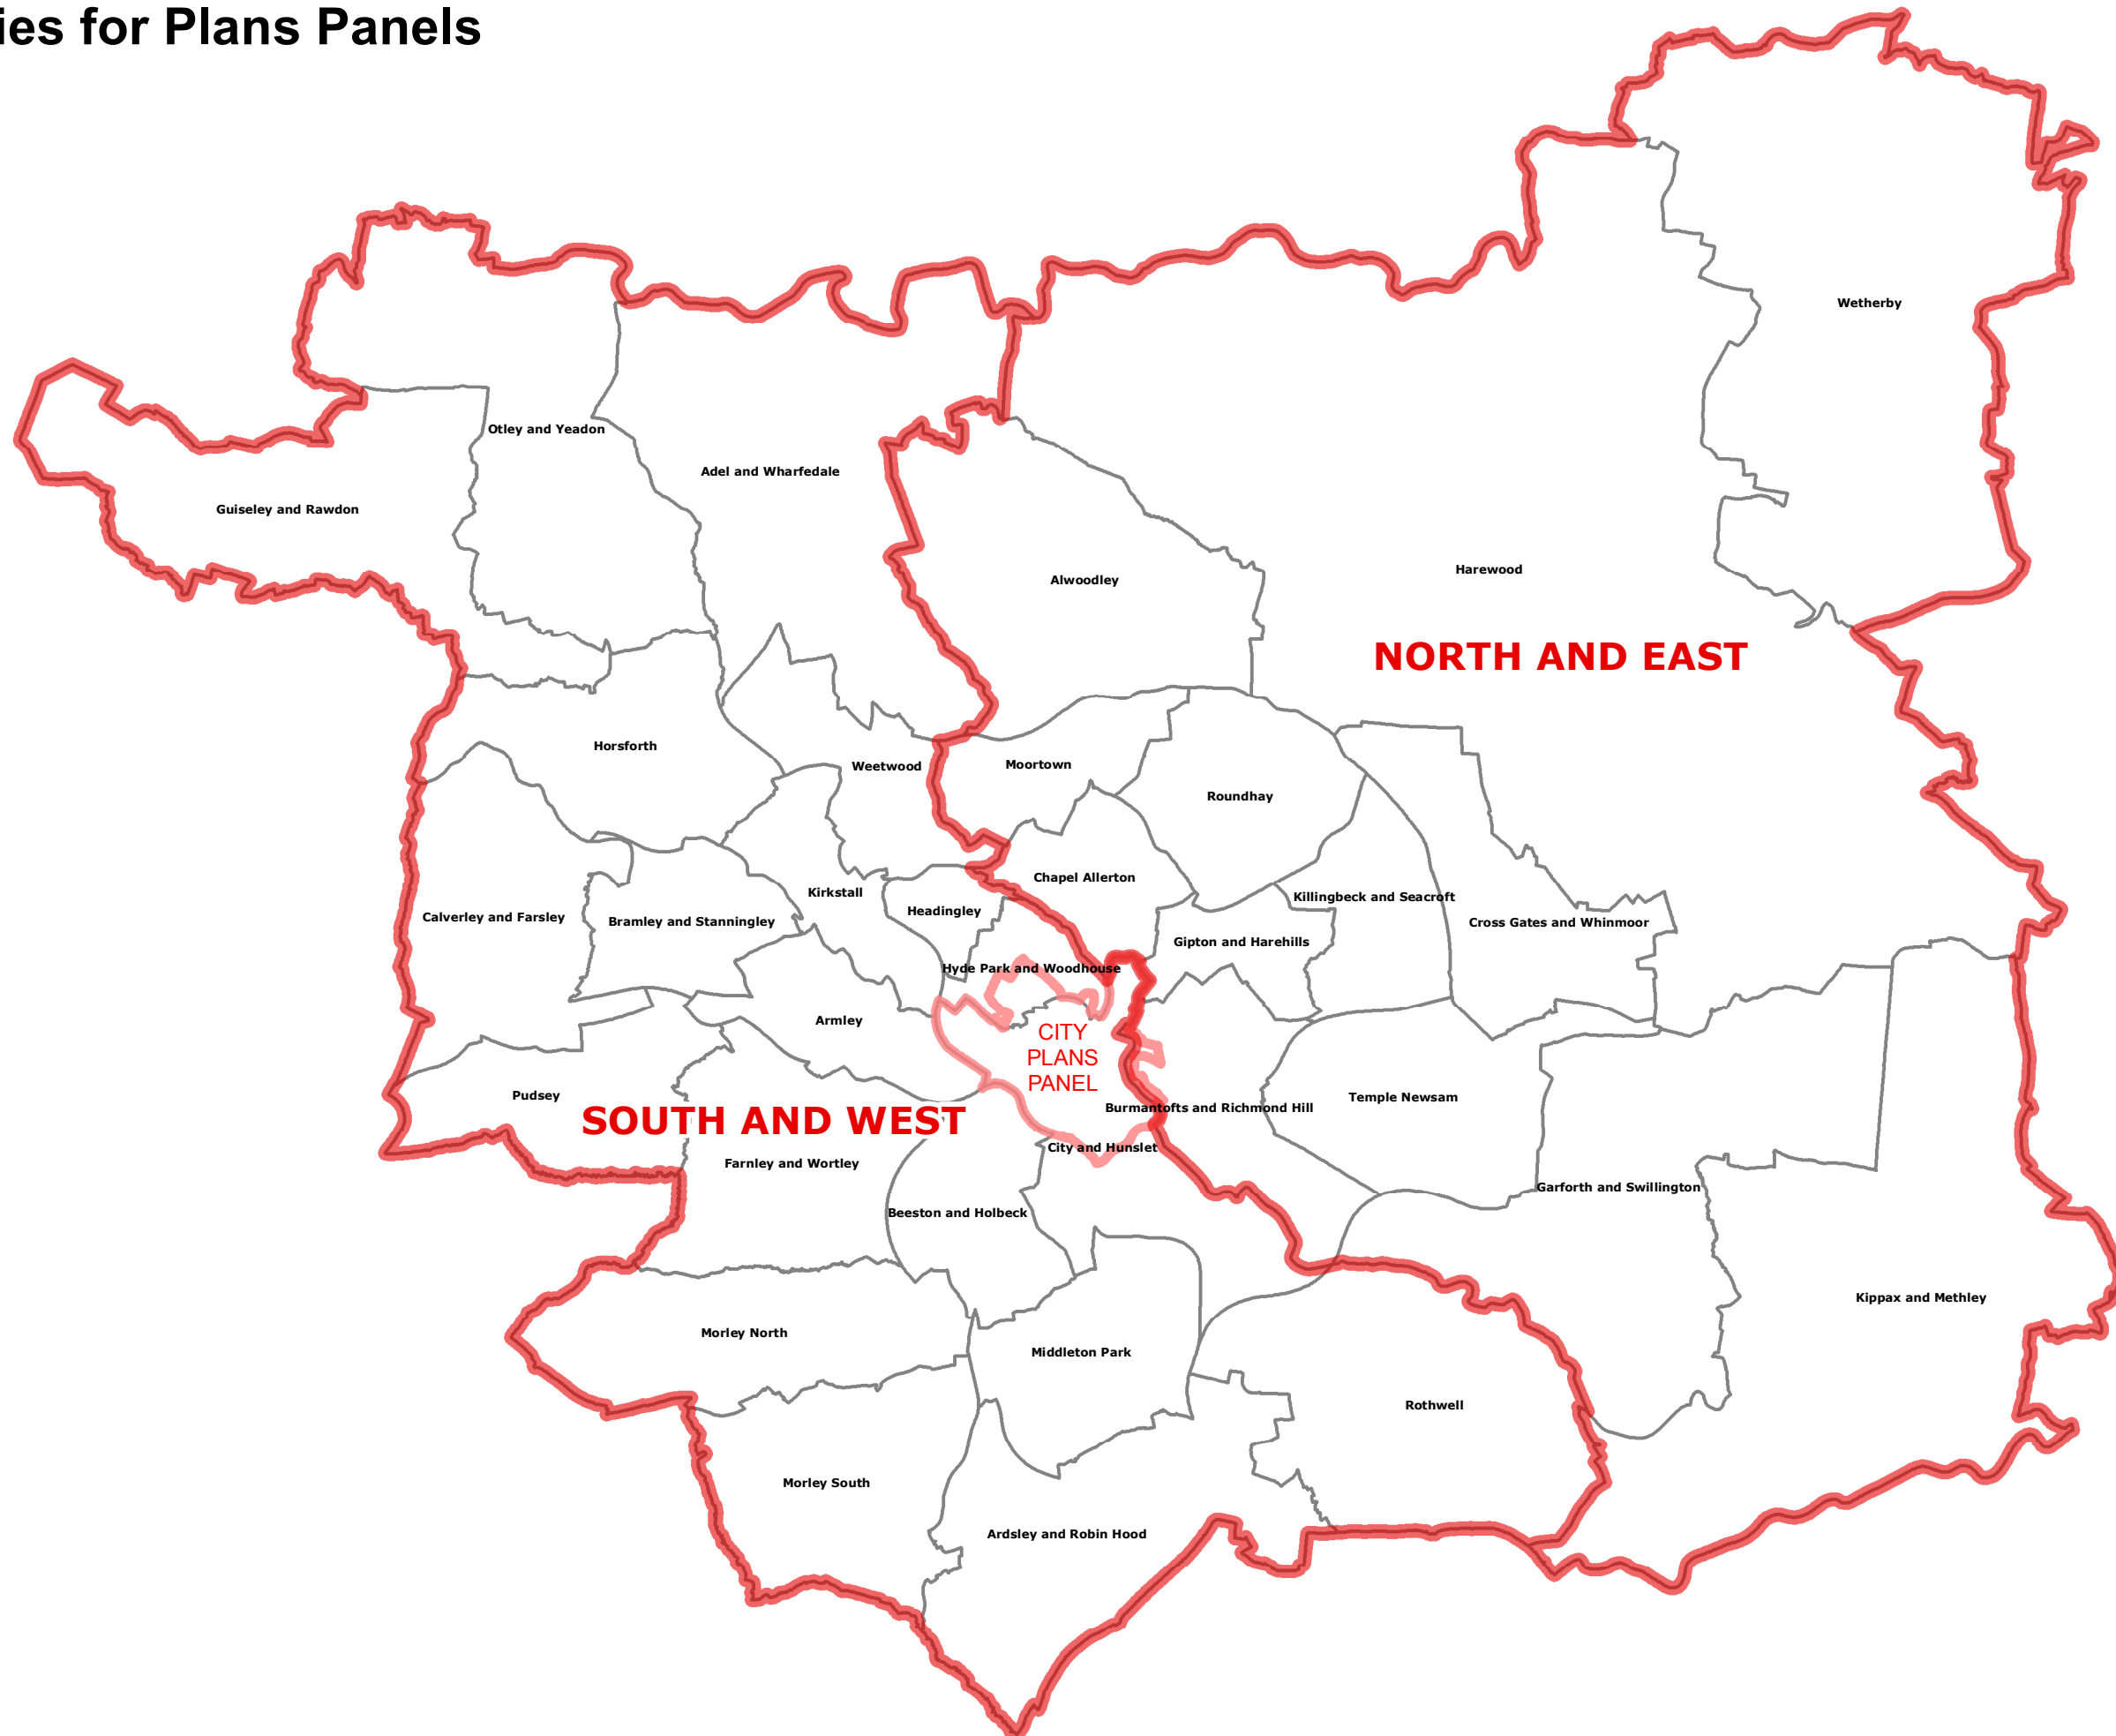 ies for Plans Panels
Wetherby
Otley and Yeadon
Adel and Wharfedale
Guiseley and Rawdon
Alwoodley
Harewood
NORTH AND EAST
Horsforth
Weetwood
Moortown
Roundhay
Chapel Allerton
Kirkstall
Killingbeck and Seacroft
Headingley
Calverley and Farsley
Bramley and Stanningley
Cross Gates and Whinmoor
Gipton and Harehills
Hyde Park and Woodhouse
Armley
CITY
PLANS
PANEL
Pudsey
Temple Newsam
Burmantofts and Richmond Hill
SOUTH AND WEST
City and Hunslet
Farnley and Wortley
Garforth and Swillington
Beeston and Holbeck
Kippax and Methley
Morley North
Middleton Park
Rothwell
Morley South
Ardsley and Robin Hood